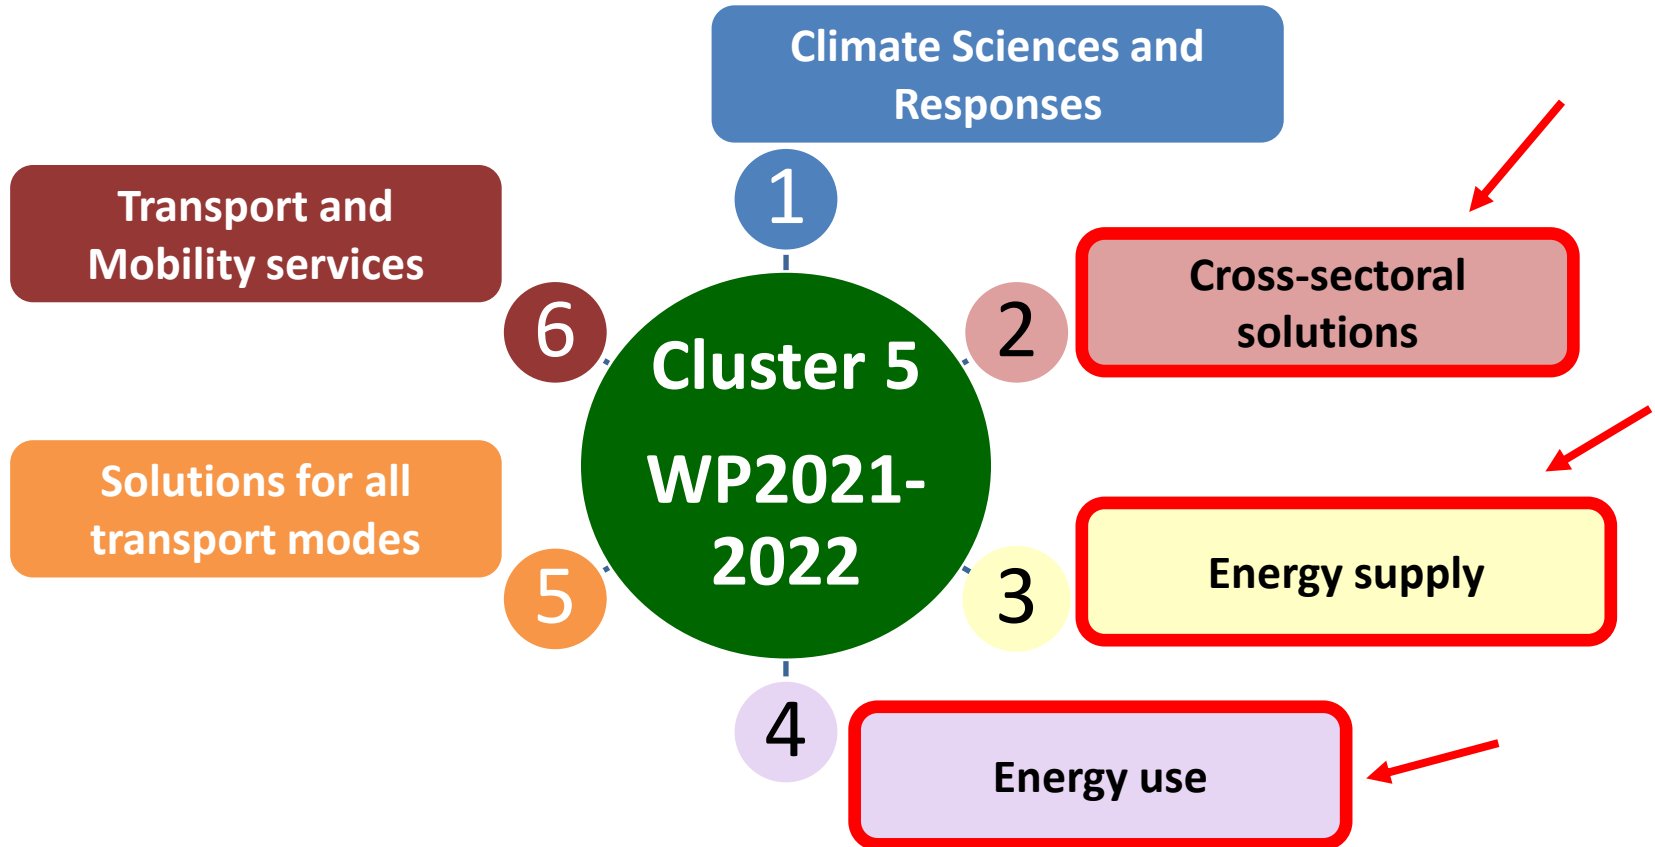 Climate Sciences and
Responses
1
Cross-sectoral
solutions
2
Energy supply
3
Energy use
4
Solutions for all
transport modes
5
Transport and
Mobility services
6
Cluster 5
WP2021-
2022